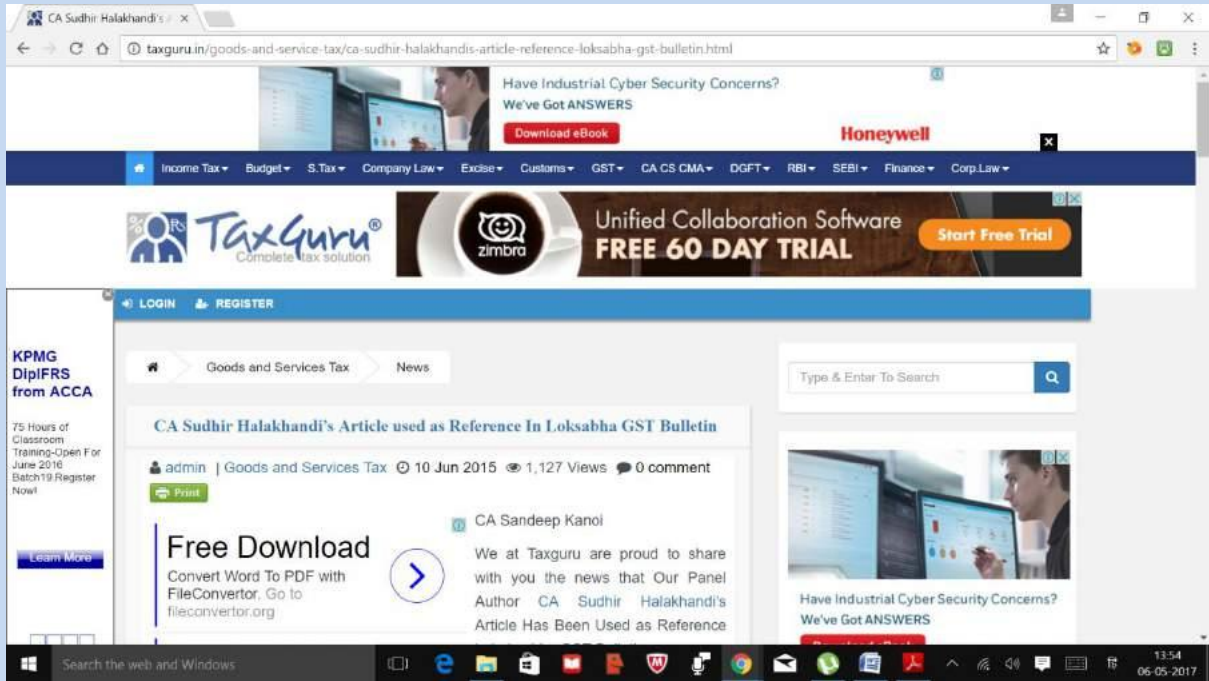 CA Sudhir Halakhandi's
taxguru.in/goods-and-service-tax/ca-sudhir-halakhandis-article-reference-loksabha-gst-bulletin.html
Have Industrial Cyber Security Concerns?
We've Got ANSWERS
Download eBook
Honeywell
Income Tax Budget S.Tax Company Law Excise Customs GST CA CS CMA DGFT RBI SEBI Finance Corp.Law
TaxGuru®
Complete tax solution
zimbra
Unified Collaboration Software
FREE 60 DAY TRIAL
Start Free Trial
LOGIN REGISTER
KPMG
DipIFRS
from ACCA
75 Hours of
Classroom
Training-Open For
June 2016
Batch19.Register
Now!
Learn More
Goods and Services Tax News
Type & Enter To Search
CA Sudhir Halakhandi's Article used as Reference In Loksabha GST Bulletin
admin | Goods and Services Tax 10 Jun 2015 1,127 Views 0 comment
Print
Free Download
Convert Word To PDF with
FileConvertor. Go to
fileconvertor.org
CA Sandeep Kanoi
We at Taxguru are proud to share
with you the news that Our Panel
Author CA Sudhir Halakhandi's
Article Has Been Used as Reference
Have Industrial Cyber Security Concerns?
We've Got ANSWERS
Search the web and Windows
13:54
06-05-2017